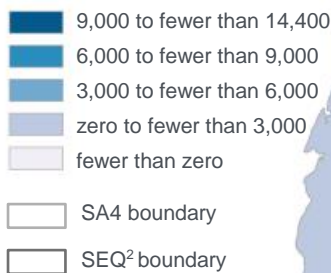 9,000 to fewer than 14,400
6,000 to fewer than 9,000
3,000 to fewer than 6,000
zero to fewer than 3,000
fewer than zero
SA4 boundary
SEQ² boundary